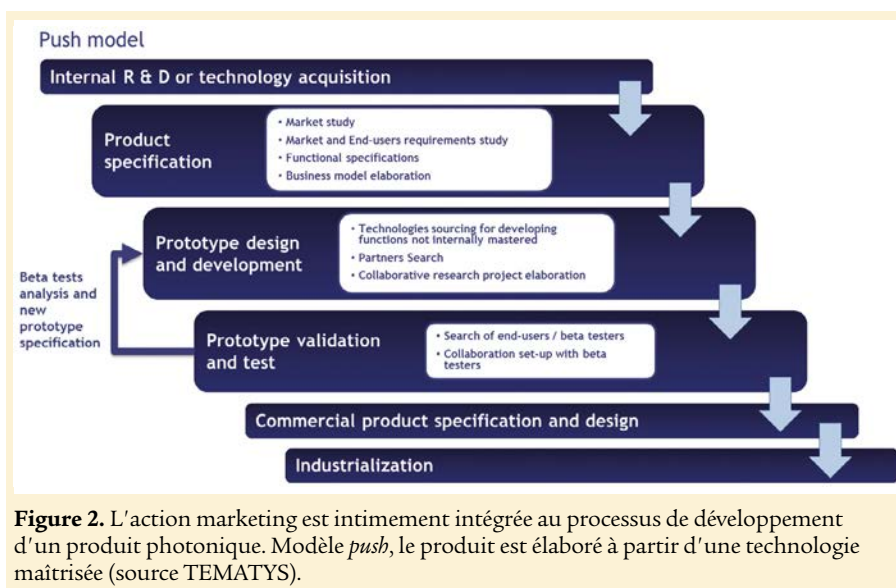 Push model
Internal R & D or technology acquisition
Product
specification
• Market study
• Market and End-users requirements study
• Functional specifications
• Business model elaboration
Prototype design
and development
• Technologies sourcing for developing
functions not internally mastered
• Partners Search
• Collaborative research project elaboration
Beta tests
analysis and
new
prototype
specification
Prototype validation
and test
• Search of end-users / beta testers
• Collaboration set-up with beta
testers
Commercial product specification and design
Industrialization
Figure 2. L'action marketing est intimement intégrée au processus de développement
d'un produit photonique. Modèle push, le produit est élaboré à partir d'une technologie
maîtrisée (source TEMATYS).